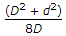 (D² + d²)
8D